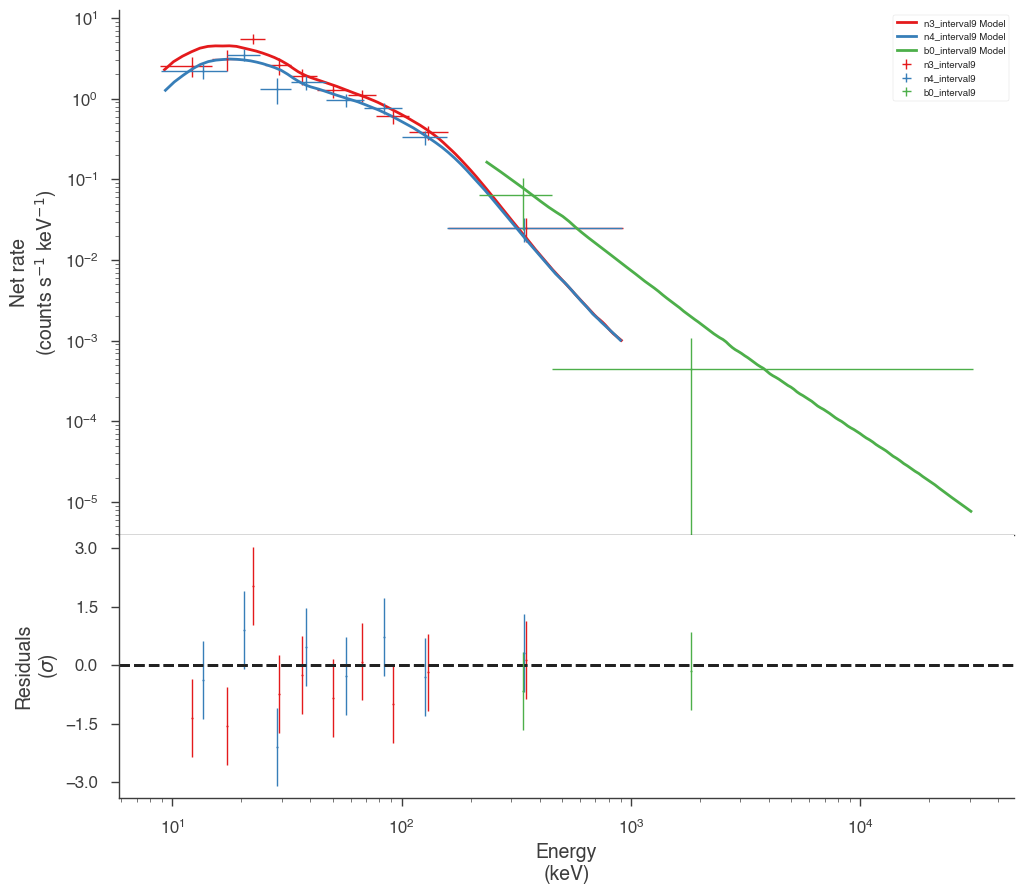 n3_interval9 Model
n4_interval9 Model
b0_interval9 Model
n3_interval9
n4_interval9
b0_interval9
Net rate
(counts s⁻¹ keV⁻¹)
10¹
10⁰
10⁻¹
10⁻²
10⁻³
10⁻⁴
10⁻⁵
Residuals
(σ)
3.0
1.5
0.0
−1.5
−3.0
10¹ 10² 10³ 10⁴
Energy
(keV)